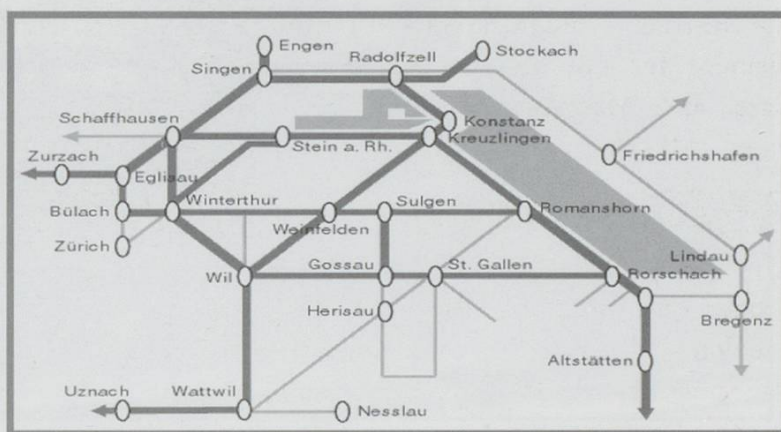 Engen
Stockach
Radolfzell
Singen
Schaffhausen
Konstanz
Kreuzlingen
Stein a. Rh.
Friedrichshafen
Zurzach
Eglisau
Winterthur
Sulgen
Bülach
Romanshorn
Weinfelden
Zürich
Lindau
Wil
Gossau
St. Gallen
Rorschach
Herisau
Bregenz
Altstätten
Uznach
Wattwil
Nesslau